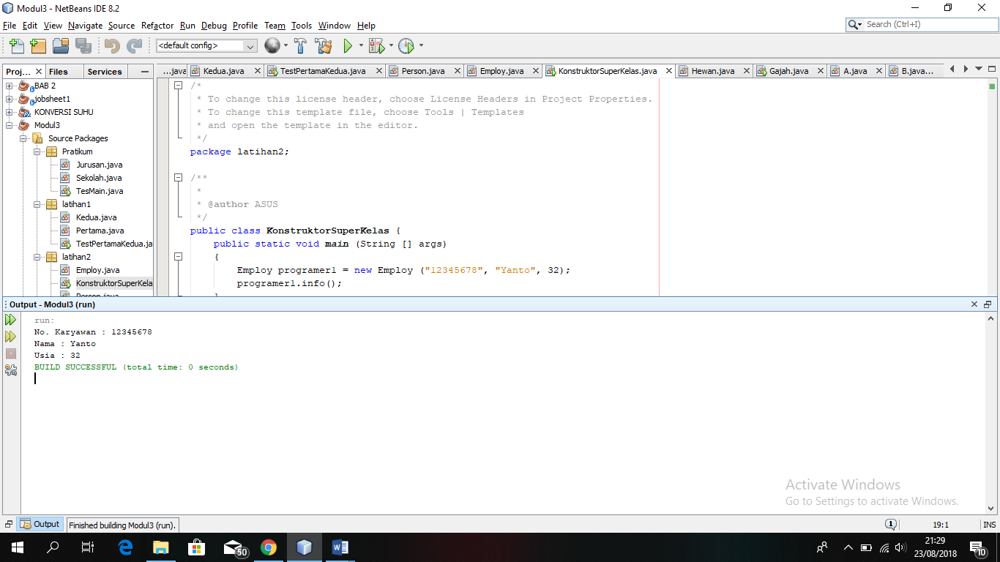 Modul3 - NetBeans IDE 8.2
File Edit View Navigate Source Refactor Run Debug Profile Team Tools Window Help
Search (Ctrl+I)
<default config>
Proj... Files Services
...java Kedua.java TestPertamaKedua.java Person.java Employ.java KonstruktorSuperKelas.java Hewan.java Gajah.java A.java B.java...
BAB 2
jobsheet1
KONVERSI SUHU
Modul3
Source Packages
Pratikum
Jurusan.java
Sekolah.java
TesMain.java
latihan1
Kedua.java
Pertama.java
TestPertamaKedua.ja
latihan2
Employ.java
KonstruktorSuperKelas
Person.java
/*
* To change this license header, choose License Headers in Project Properties.
* To change this template file, choose Tools | Templates
* and open the template in the editor.
*/
package latihan2;
/**
*
* @author ASUS
*/
public class KonstruktorSuperKelas {
public static void main (String [] args)
{
Employ programer1 = new Employ ("12345678", "Yanto", 32);
programer1.info();
}
Output - Modul3 (run)
run:
No. Karyawan : 12345678
Nama : Yanto
Usia : 32
BUILD SUCCESSFUL (total time: 0 seconds)
Activate Windows
Go to Settings to activate Windows.
Output
Finished building Modul3 (run).
1
19:1
INS
50
21:29
23/08/2018
10